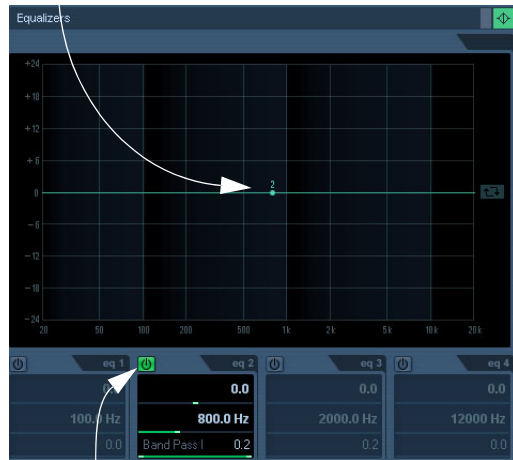 Equalizers
+24
+18
+12
+6
2
0
-6
-12
-18
-24
20 50 100 200 500 1k 2k 5k 10k 20k
eq 1 eq 2 eq 3 eq 4
0.0 0.0 0.0 0.0
100.0 Hz 800.0 Hz 2000.0 Hz 12000 Hz
0.0 Band Pass I 0.2 0.2 0.0